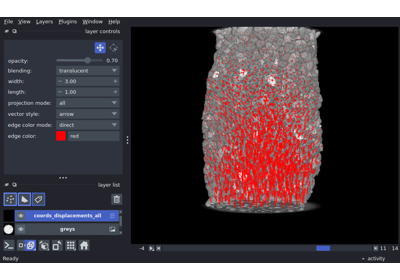 File View Layers Plugins Window Help
layer controls
opacity: 0.70
blending: translucent
width: 3.00
length: 1.00
projection mode: all
vector style: arrow
edge color mode: direct
edge color: red
layer list
coords_displacements_all
greys
11 14
Ready
activity